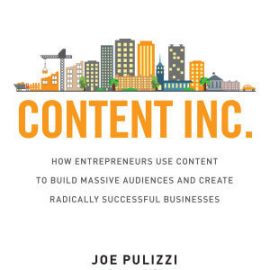 CONTENT INC.
HOW ENTREPRENEURS USE CONTENT
TO BUILD MASSIVE AUDIENCES AND CREATE
RADICALLY SUCCESSFUL BUSINESSES
JOE PULIZZI